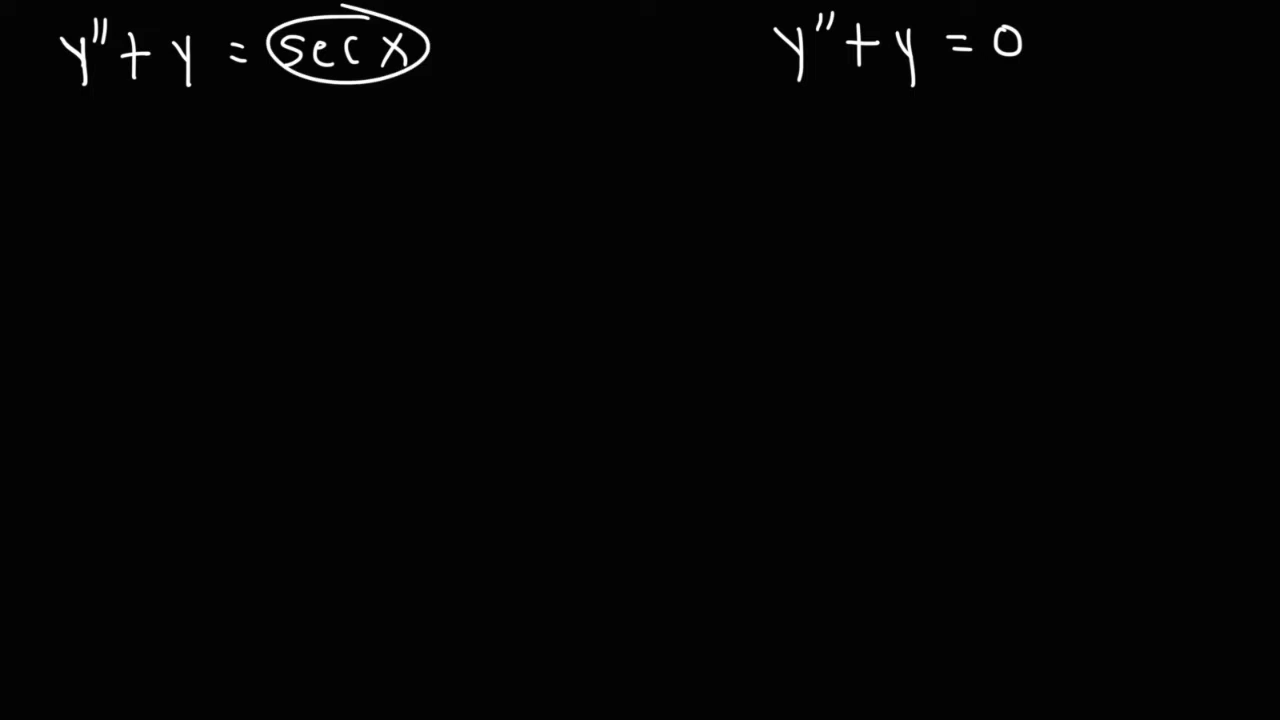 y'' + y = sec x
y'' + y = 0